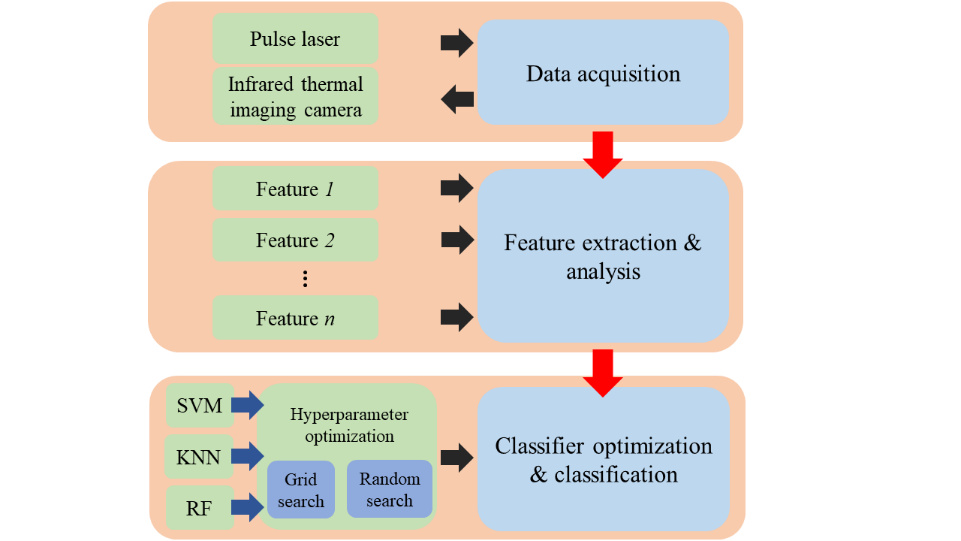 Pulse laser
Infrared thermal
imaging camera
Data acquisition
Feature 1
Feature 2
⋮
Feature n
Feature extraction &
analysis
SVM
KNN
RF
Hyperparameter
optimization
Grid
search
Random
search
Classifier optimization
& classification